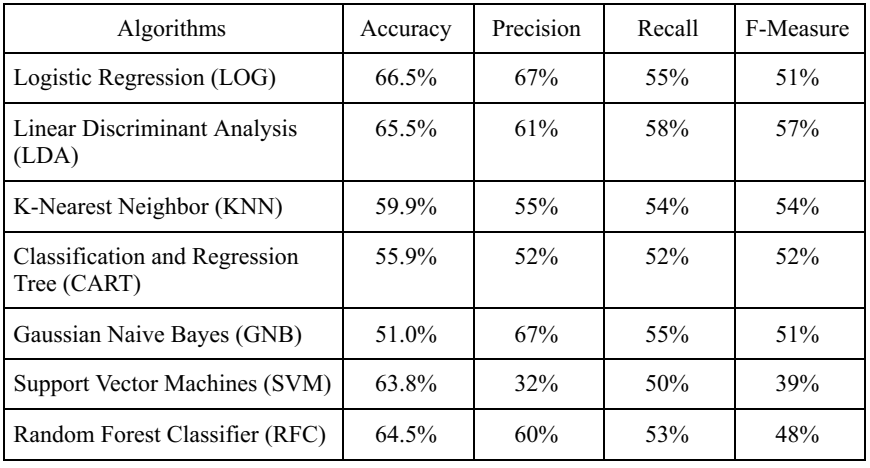 Algorithms Accuracy Precision Recall F-Measure
Logistic Regression (LOG) 66.5% 67% 55% 51%
Linear Discriminant Analysis 65.5% 61% 58% 57%
(LDA)
K-Nearest Neighbor (KNN) 59.9% 55% 54% 54%
Classification and Regression 55.9% 52% 52% 52%
Tree (CART)
Gaussian Naive Bayes (GNB) 51.0% 67% 55% 51%
Support Vector Machines (SVM) 63.8% 32% 50% 39%
Random Forest Classifier (RFC) 64.5% 60% 53% 48%